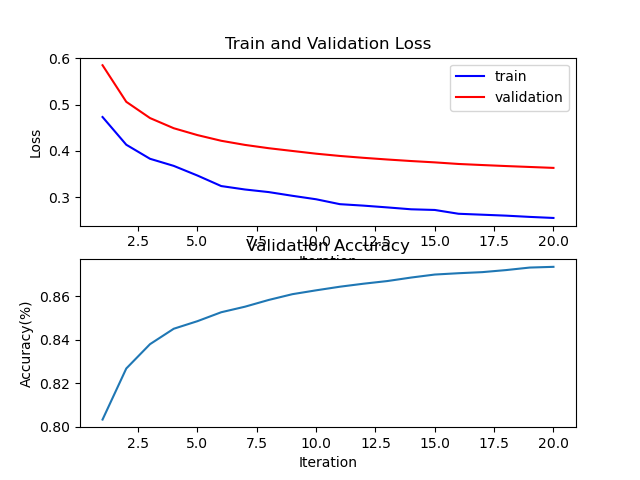 Train and Validation Loss
Loss
0.6
0.5
0.4
0.3
train
validation
2.5 5.0 7.5 10.0 12.5 15.0 17.5 20.0
Iteration
Validation Accuracy
Accuracy(%)
0.86
0.84
0.82
0.80
2.5 5.0 7.5 10.0 12.5 15.0 17.5 20.0
Iteration